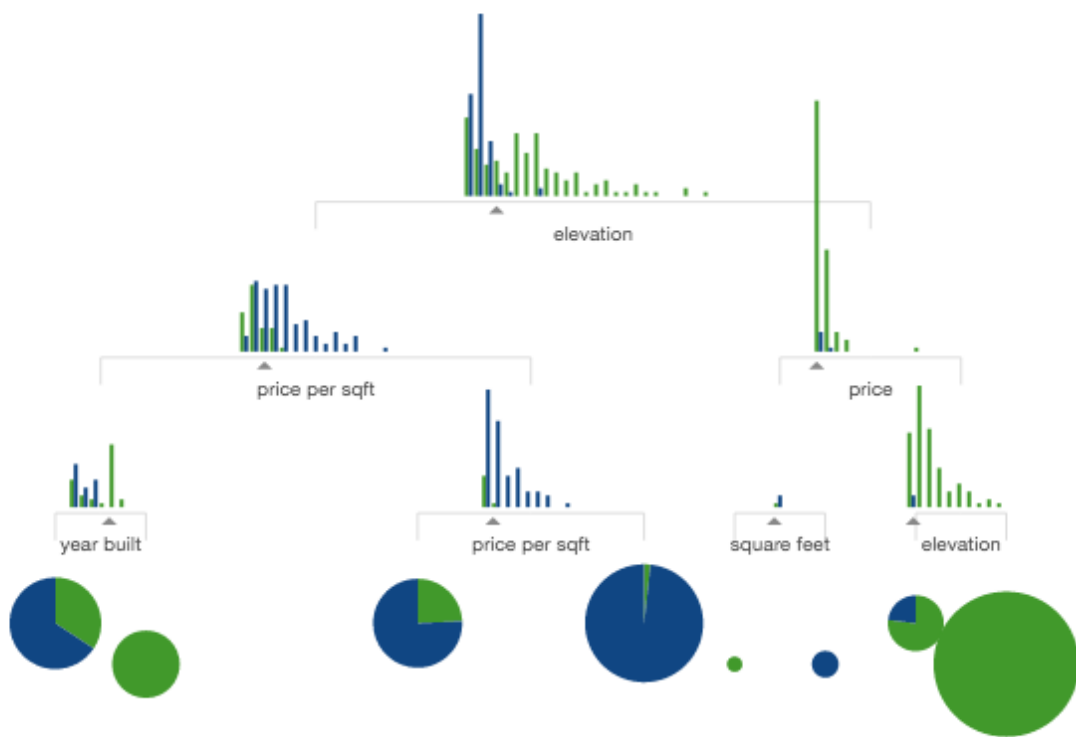 elevation
price per sqft
price
year built
price per sqft
square feet
elevation